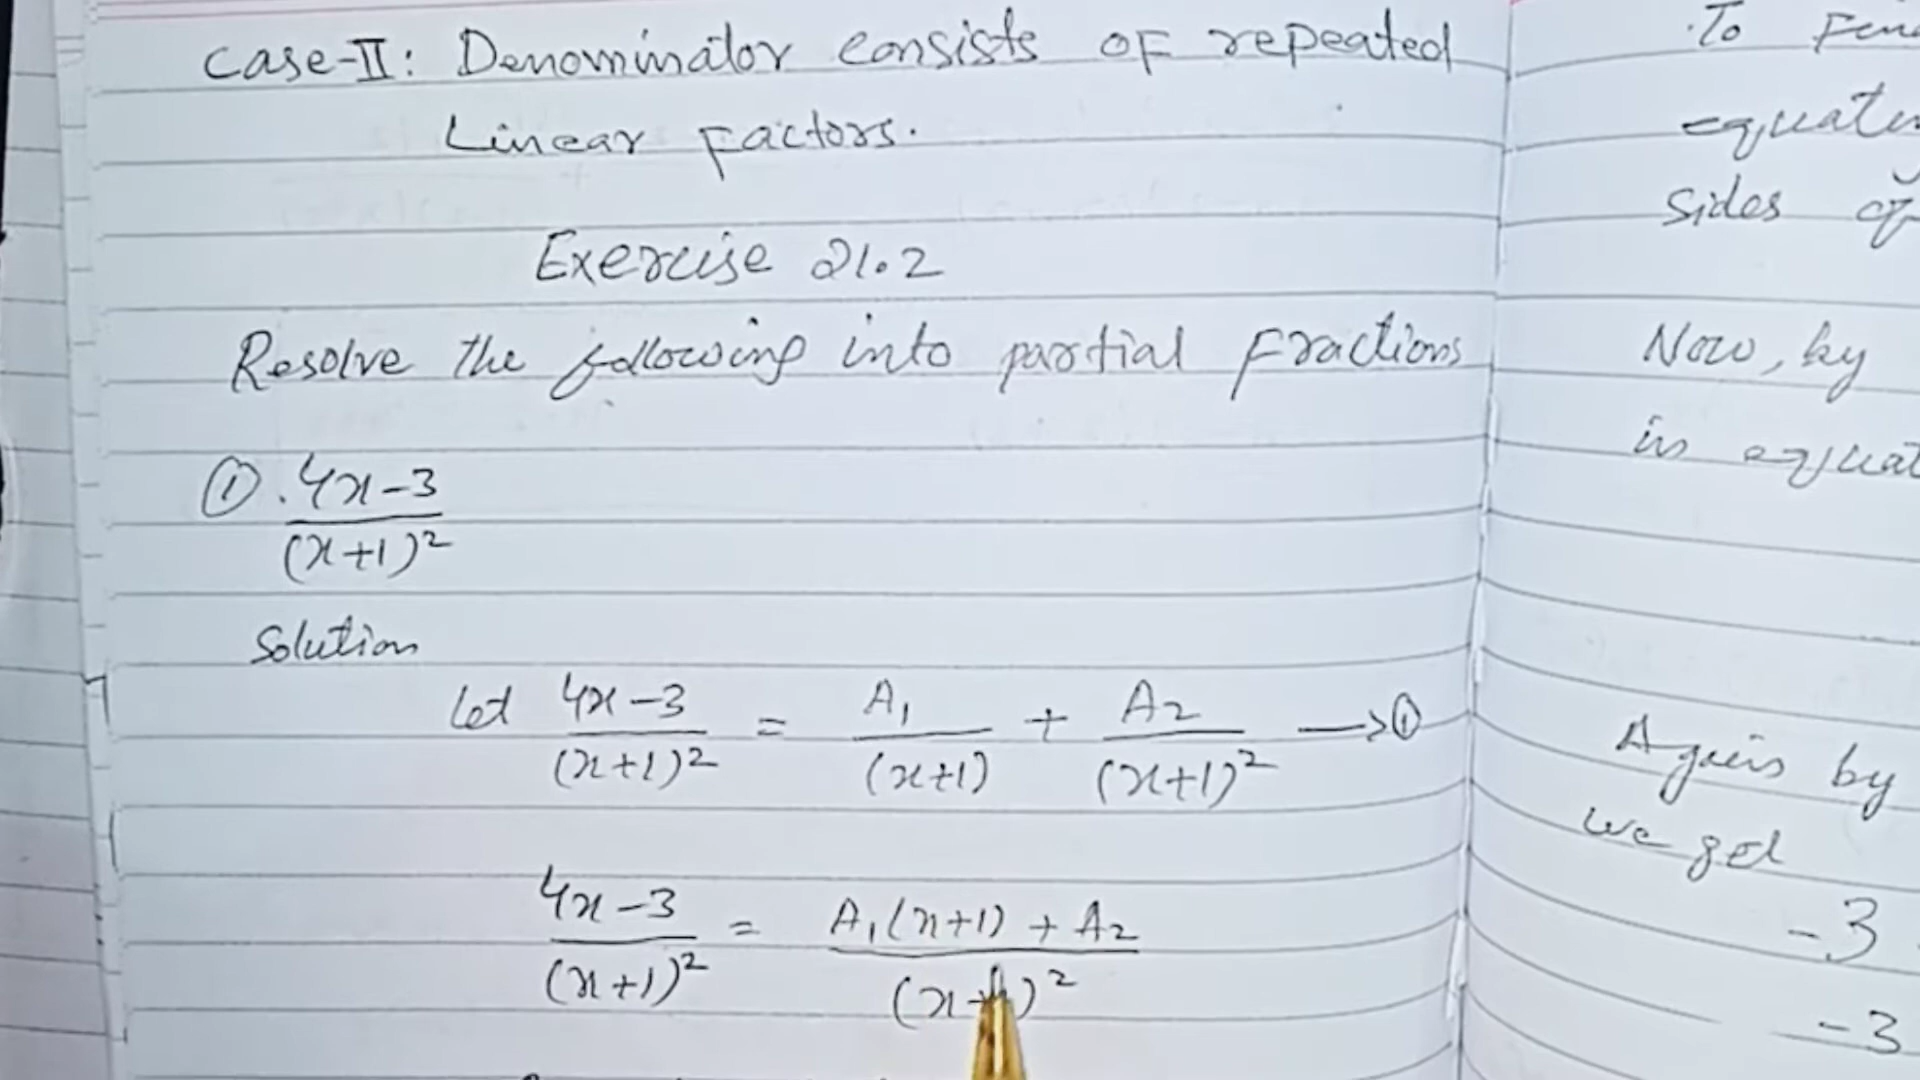 Case-II: Denominator consists of repeated
Linear Factors.
Exercise 21.2
Resolve the following into partial Fractions
① . 4x-3
(x+1)²
Solution
Let 4x-3 = A₁ + A₂ →①
(x+1)² (x+1) (x+1)²
4x-3 = A₁(x+1) + A₂
(x+1)² (x+1)²
To
sides of
Now, by
in
Again by
we get
-3
-3